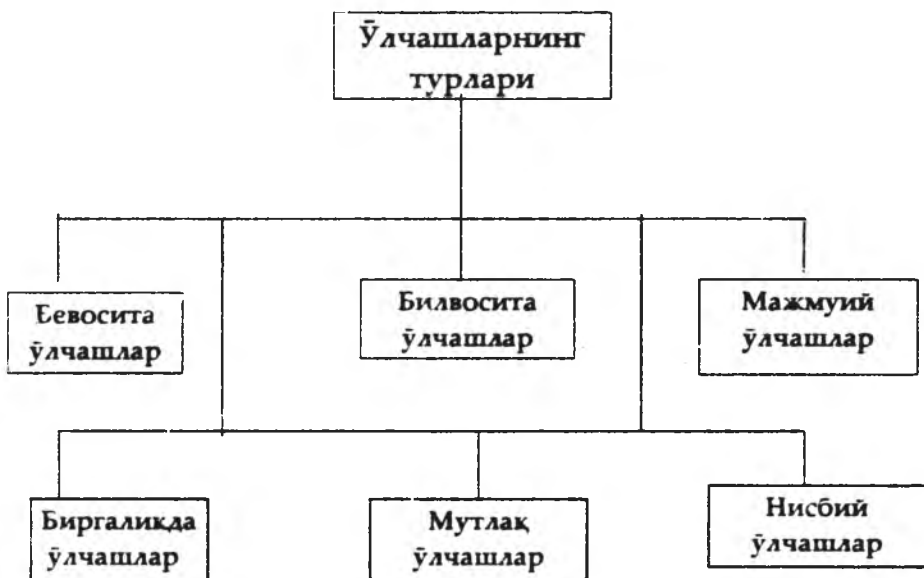 Ўлчашларнинг
турлари
Бевосита
ўлчашлар
Билвосита
ўлчашлар
Мажмуий
ўлчашлар
Биргаликда
ўлчашлар
Мутлақ
ўлчашлар
Нисбий
ўлчашлар